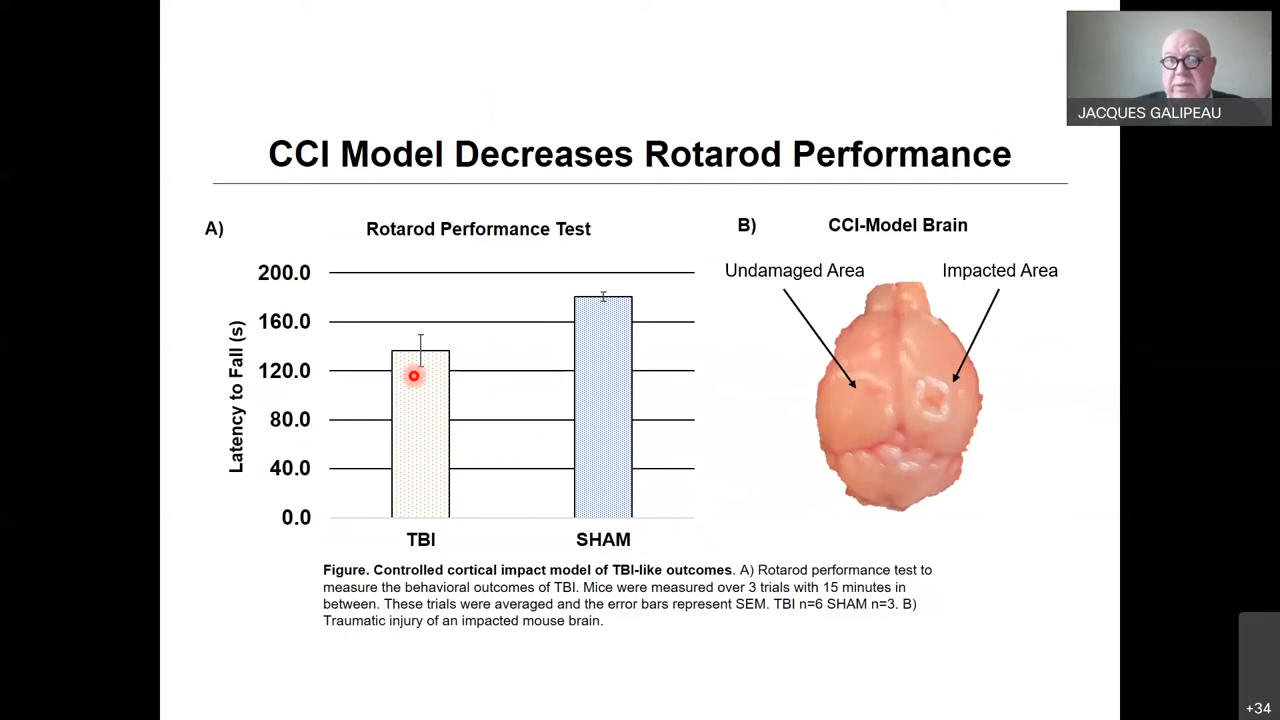 JACQUES GALIPEAU
CCI Model Decreases Rotarod Performance
A)
Rotarod Performance Test
Latency to Fall (s)
200.0
160.0
120.0
80.0
40.0
0.0
TBI
SHAM
B)
CCI-Model Brain
Undamaged Area
Impacted Area
Figure. Controlled cortical impact model of TBI-like outcomes. A) Rotarod performance test to
measure the behavioral outcomes of TBI. Mice were measured over 3 trials with 15 minutes in
between. These trials were averaged and the error bars represent SEM. TBI n=6 SHAM n=3. B)
Traumatic injury of an impacted mouse brain.
+34